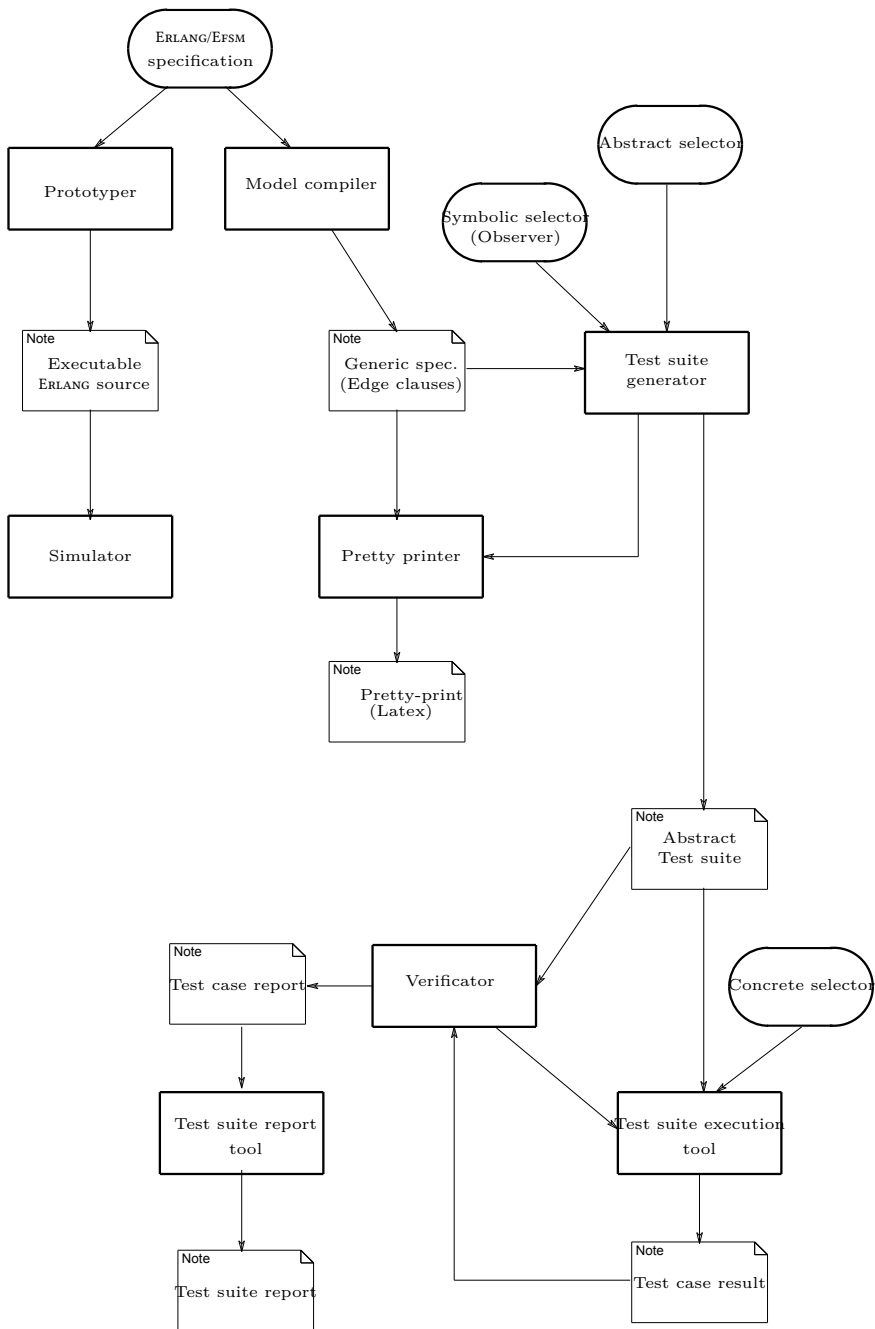 ERLANG/EFSM
specification
Abstract selector
Prototyper
Model compiler
Symbolic selector
(Observer)
Note
Executable
ERLANG source
Note
Generic spec.
(Edge clauses)
Test suite
generator
Simulator
Pretty printer
Note
Pretty-print
(Latex)
Note
Abstract
Test suite
Note
Test case report
Verificator
Concrete selector
Test suite report
tool
Test suite execution
tool
Note
Test suite report
Note
Test case result